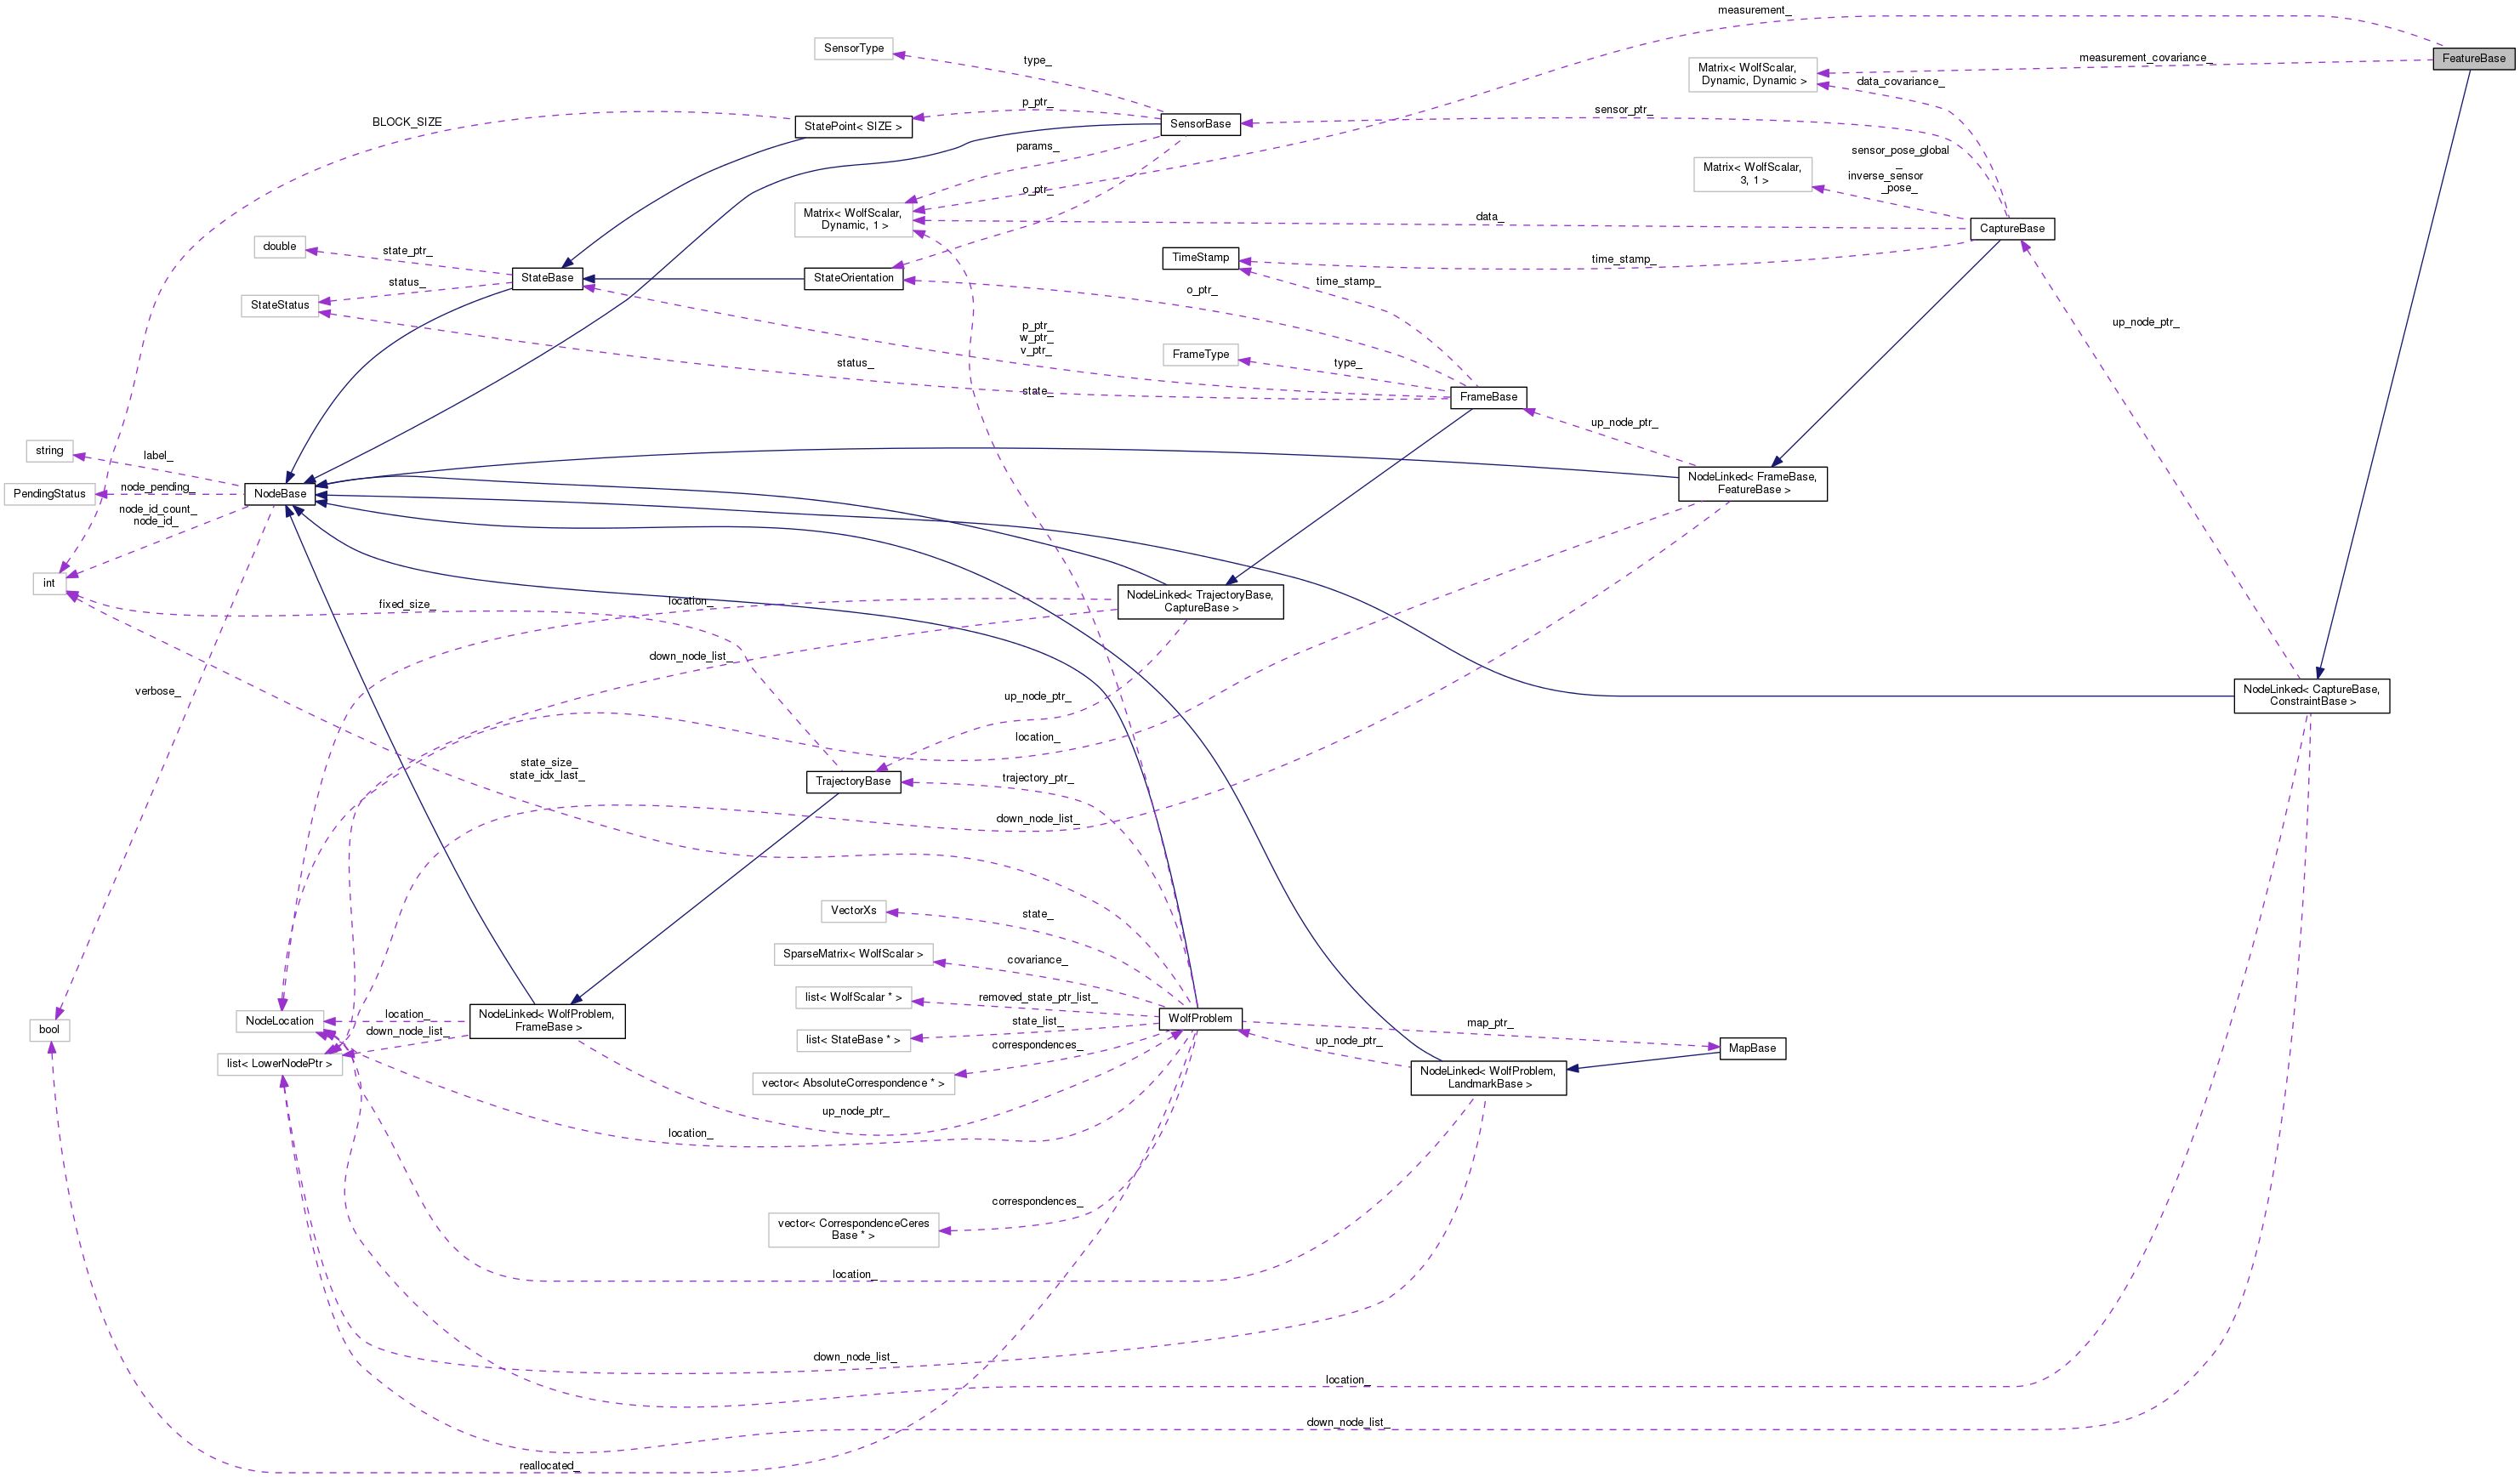 measurement_
SensorType
type_
FeatureBase
measurement_covariance_
Matrix< WolfScalar,
Dynamic, Dynamic >
data_covariance_
p_ptr_
sensor_ptr_
BLOCK_SIZE
StatePoint< SIZE >
SensorBase
params_
sensor_pose_global
_
inverse_sensor
_pose_
Matrix< WolfScalar,
3, 1 >
o_ptr_
Matrix< WolfScalar,
Dynamic, 1 >
data_
CaptureBase
double
state_ptr_
TimeStamp
time_stamp_
StateBase
StateOrientation
status_
time_stamp_
o_ptr_
StateStatus
up_node_ptr_
p_ptr_
w_ptr_
v_ptr_
FrameType
type_
status_
state_
FrameBase
up_node_ptr_
string
label_
NodeLinked< FrameBase,
FeatureBase >
PendingStatus
node_pending_
NodeBase
node_id_count_
node_id_
int
fixed_size_
location_
NodeLinked< TrajectoryBase,
CaptureBase >
down_node_list_
verbose_
up_node_ptr_
NodeLinked< CaptureBase,
ConstraintBase >
location_
state_size_
state_idx_last_
TrajectoryBase
trajectory_ptr_
down_node_list_
VectorXs
state_
SparseMatrix< WolfScalar >
covariance_
list< WolfScalar * >
removed_state_ptr_list_
NodeLocation
location_
NodeLinked< WolfProblem,
FrameBase >
WolfProblem
map_ptr_
bool
down_node_list_
list< StateBase * >
state_list_
correspondences_
up_node_ptr_
MapBase
list< LowerNodePtr >
vector< AbsoluteCorrespondence * >
NodeLinked< WolfProblem,
LandmarkBase >
up_node_ptr_
location_
correspondences_
vector< CorrespondenceCeres
Base * >
location_
down_node_list_
location_
down_node_list_
reallocated_